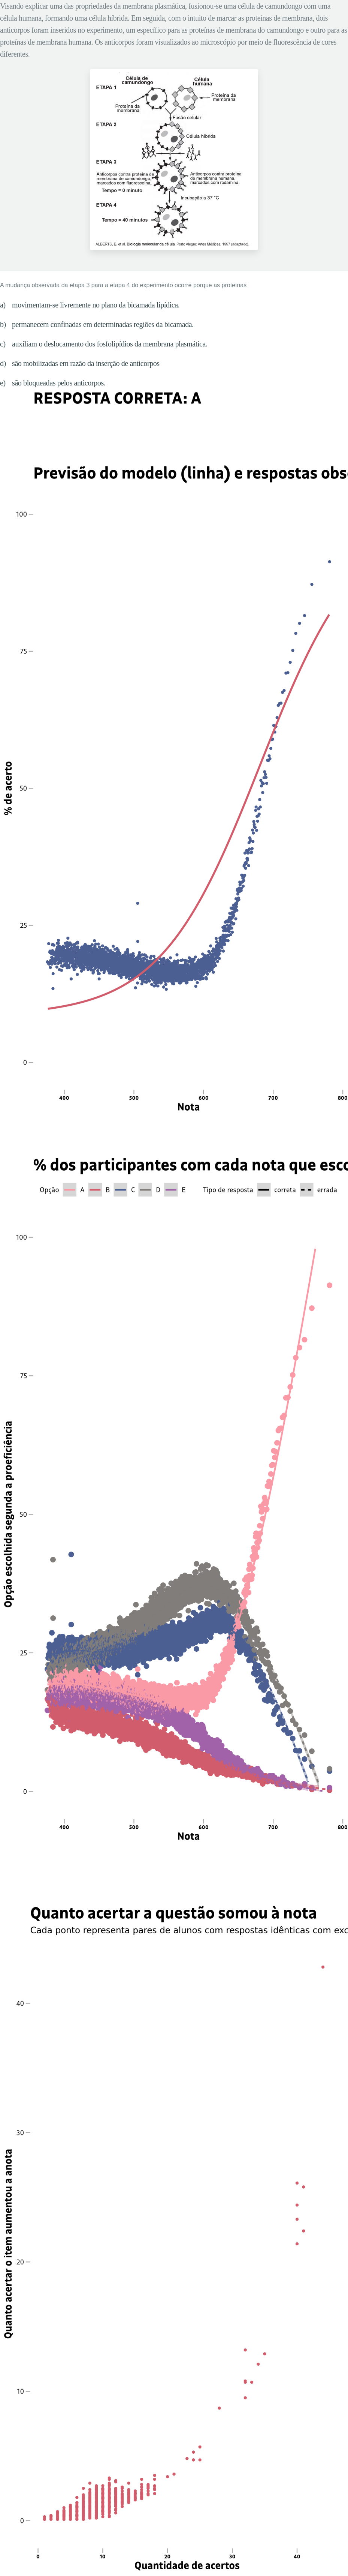 Visando explicar uma das propriedades da membrana plasmática, fusionou-se uma célula de camundongo com uma
célula humana, formando uma célula híbrida. Em seguida, com o intuito de marcar as proteínas de membrana, dois
anticorpos foram inseridos no experimento, um específico para as proteínas de membrana do camundongo e outro para as
proteínas de membrana humana. Os anticorpos foram visualizados ao microscópio por meio de fluorescência de cores
diferentes.
Célula de camundongo
Célula humana
ETAPA 1
Proteína da membrana
Proteína da membrana
Fusão celular
ETAPA 2
Célula híbrida
ETAPA 3
Anticorpos contra proteínas de membrana de camundongo, marcados com fluoresceína.
Anticorpos contra proteínas de membrana humana, marcados com rodamina.
Tempo = 0 minuto
Incubação a 37 °C
ETAPA 4
Tempo = 40 minutos
ALBERTS, B. et al. Biologia molecular da célula. Porto Alegre: Artes Médicas, 1997 (adaptado).
A mudança observada da etapa 3 para a etapa 4 do experimento ocorre porque as proteínas
a) movimentam-se livremente no plano da bicamada lipídica.
b) permanecem confinadas em determinadas regiões da bicamada.
c) auxiliam o deslocamento dos fosfolipídios da membrana plasmática.
d) são mobilizadas em razão da inserção de anticorpos
e) são bloqueadas pelos anticorpos.
RESPOSTA CORRETA: A
Previsão do modelo (linha) e respostas obs
100
75
50
25
0
% de acerto
400 500 600 700 800
Nota
% dos participantes com cada nota que esco
Opção A B C D E Tipo de resposta correta errada
100
75
50
25
0
Opção escolhida segunda a proeficiência
400 500 600 700 800
Nota
Quanto acertar a questão somou à nota
Cada ponto representa pares de alunos com respostas idênticas com exc
40
30
20
10
0
Quanto acertar o item aumentou a anota
0 10 20 30 40
Quantidade de acertos